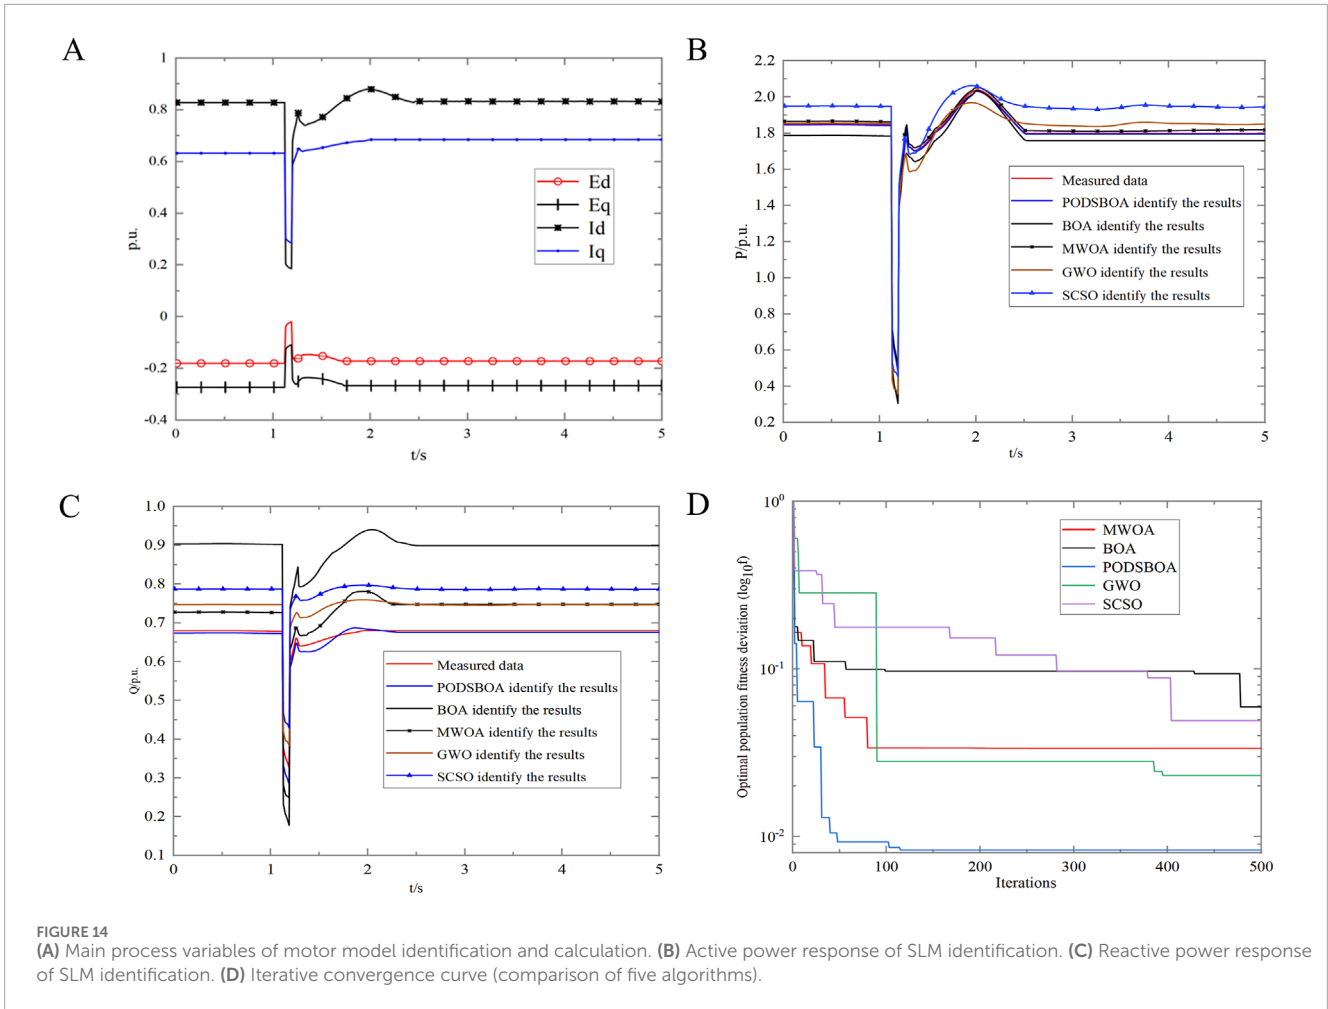 A
1
0.8
0.6
0.4
0.2
0
-0.2
-0.4
p.u.
0 1 2 3 4 5
t/s
Ed
Eq
Id
Iq
B
2.2
2.0
1.8
1.6
1.4
1.2
1.0
0.8
0.6
0.4
0.2
P/p.u.
0 1 2 3 4 5
t/s
Measured data
PODSBOA identify the results
BOA identify the results
MWOA identify the results
GWO identify the results
SCSO identify the results
C
1.0
0.9
0.8
0.7
0.6
0.5
0.4
0.3
0.2
0.1
Q/p.u.
0 1 2 3 4 5
t/s
Measured data
PODSBOA identify the results
BOA identify the results
MWOA identify the results
GWO identify the results
SCSO identify the results
D
10⁰
10⁻¹
10⁻²
Optimal population fitness deviation (log₁₀f)
0 100 200 300 400 500
Iterations
MWOA
BOA
PODSBOA
GWO
SCSO
FIGURE 14
(A) Main process variables of motor model identification and calculation. (B) Active power response of SLM identification. (C) Reactive power response
of SLM identification. (D) Iterative convergence curve (comparison of five algorithms).